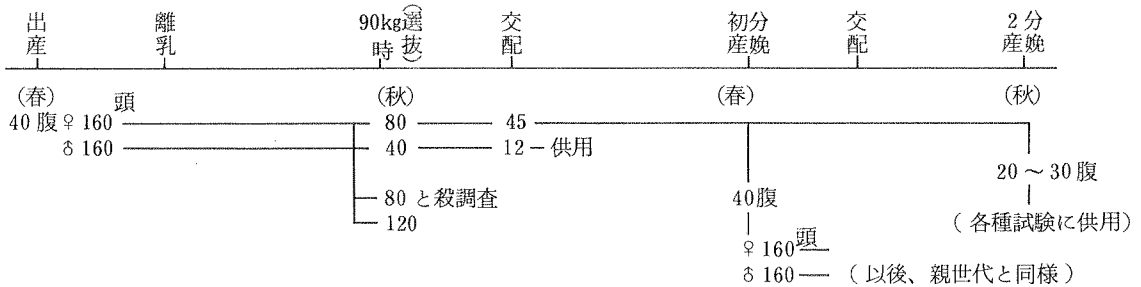 出産 離乳 90kg時(選抜) 交配 初産分娩 交配 2産分娩
(春) (秋) (春) (秋)
頭
40腹♀160 80 45
♁160 40 12－供用
20～30腹
80と殺調査 40腹
120 (各種試験に供用)
♀160頭
♁160 (以後、親世代と同様)